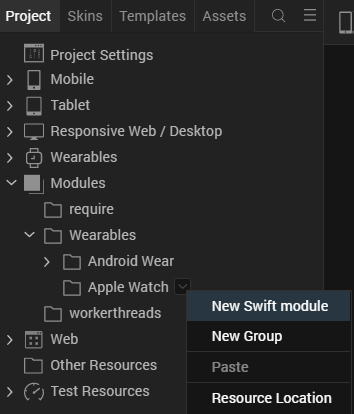 Project Skins Templates Assets
Project Settings
Mobile
Tablet
Responsive Web / Desktop
Wearables
Modules
require
Wearables
Android Wear
Apple Watch
New Swift module
workerthreads
New Group
Web
Paste
Other Resources
Test Resources
Resource Location